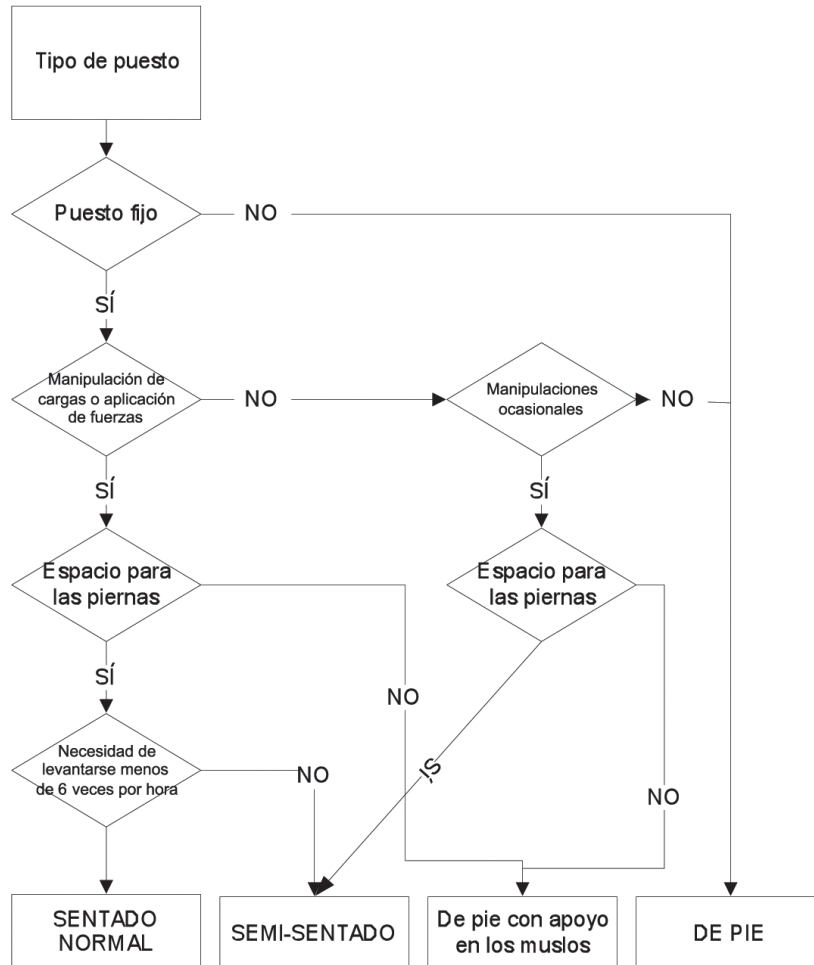 Tipo de puesto
Puesto fijo
NO
SÍ
Manipulación de
cargas o aplicación
de fuerzas
NO
Manipulaciones
ocasionales
NO
SÍ
SÍ
Espacio para
las piernas
Espacio para
las piernas
SÍ
NO
Necesidad de
levantarse menos
de 6 veces por hora
NO
SÍ
NO
SENTADO
NORMAL
SEMI-SENTADO
De pie con apoyo
en los muslos
DE PIE